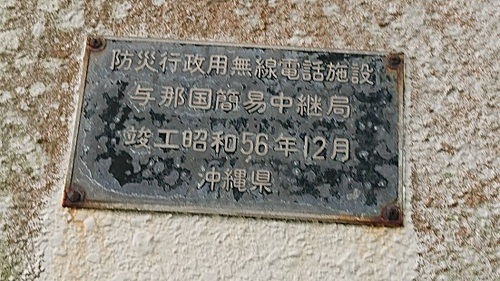 防災行政用無線電話施設
与那国簡易中継局
竣工昭和56年12月
沖縄県